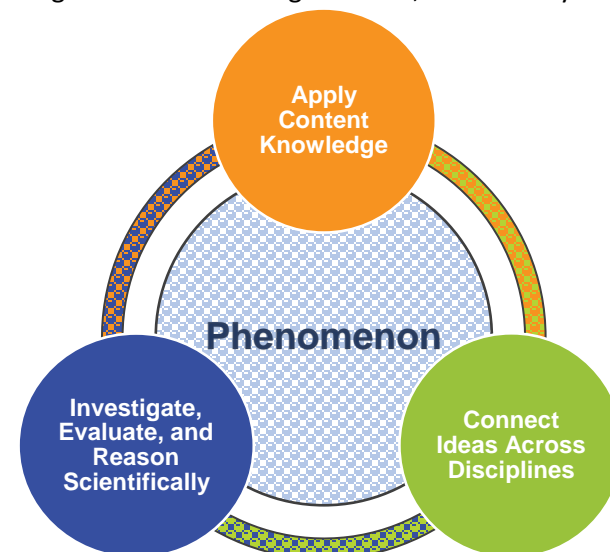 Apply
Content
Knowledge
Phenomenon
Investigate,
Evaluate, and
Reason
Scientifically
Connect
Ideas Across
Disciplines